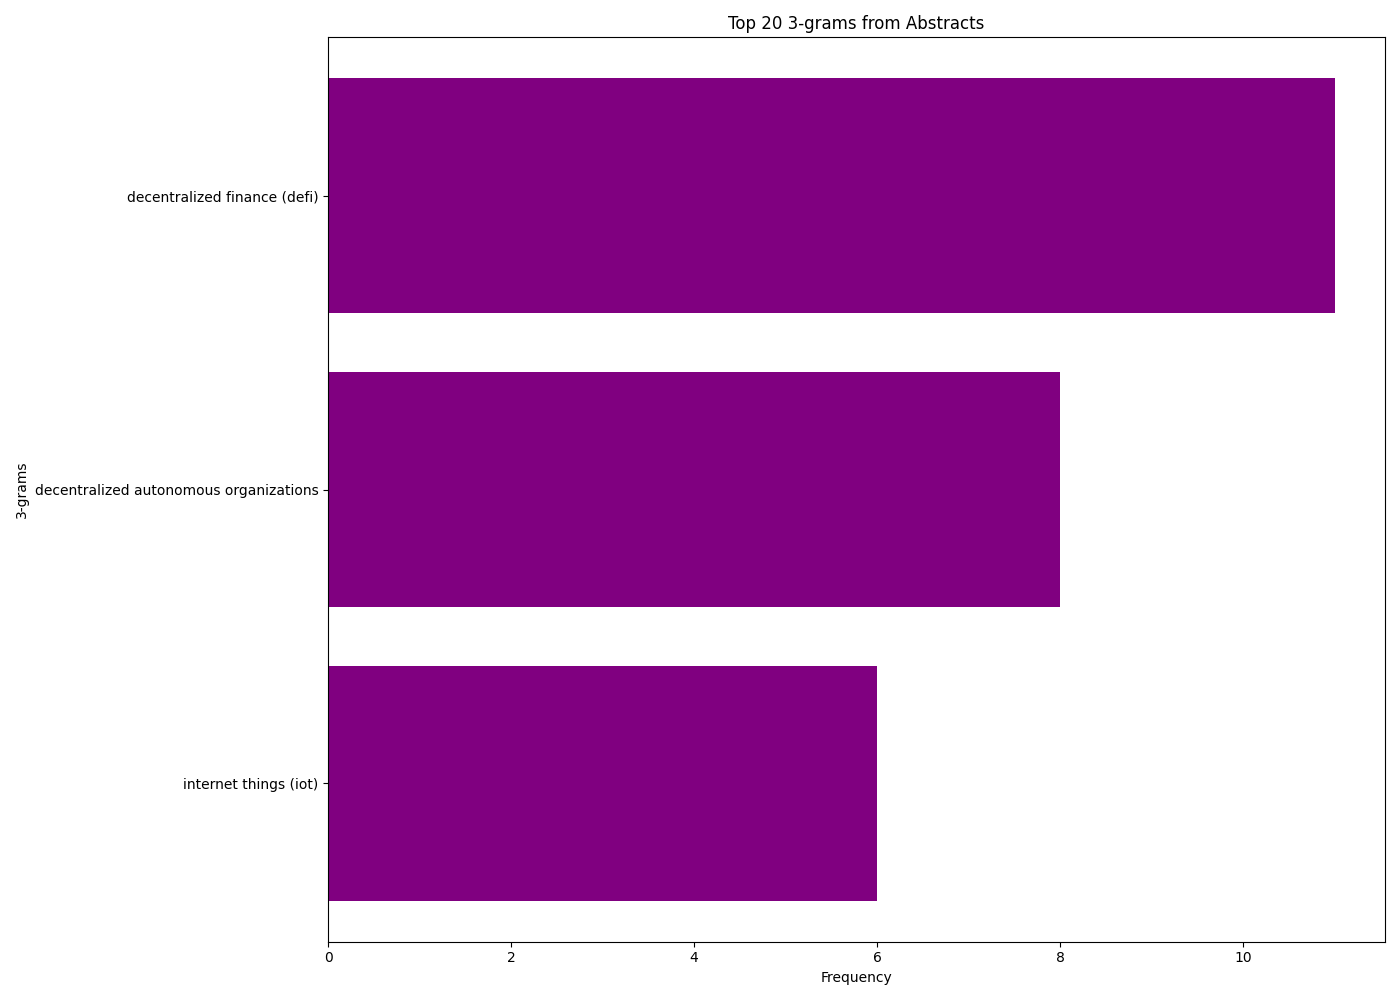 Top 20 3-grams from Abstracts
3-grams
decentralized finance (defi)
decentralized autonomous organizations
internet things (iot)
0 2 4 6 8 10
Frequency